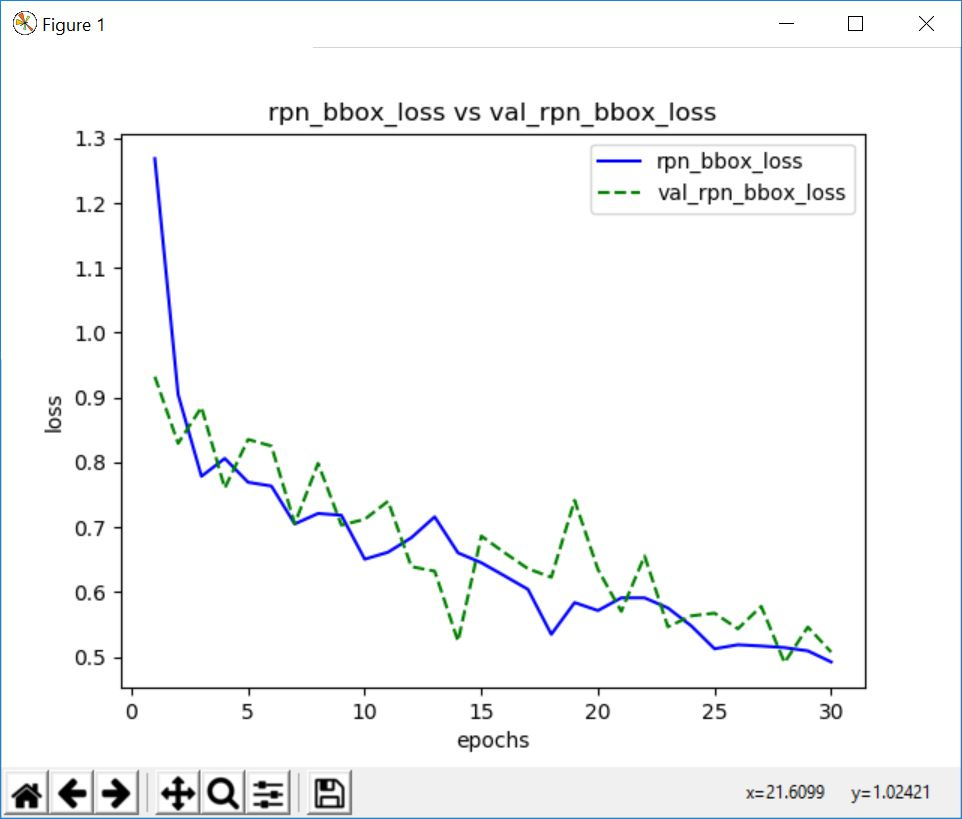 Figure 1
rpn_bbox_loss vs val_rpn_bbox_loss
1.3
1.2
1.1
1.0
0.9
0.8
0.7
0.6
0.5
loss
rpn_bbox_loss
val_rpn_bbox_loss
0 5 10 15 20 25 30
epochs
x=21.6099 y=1.02421